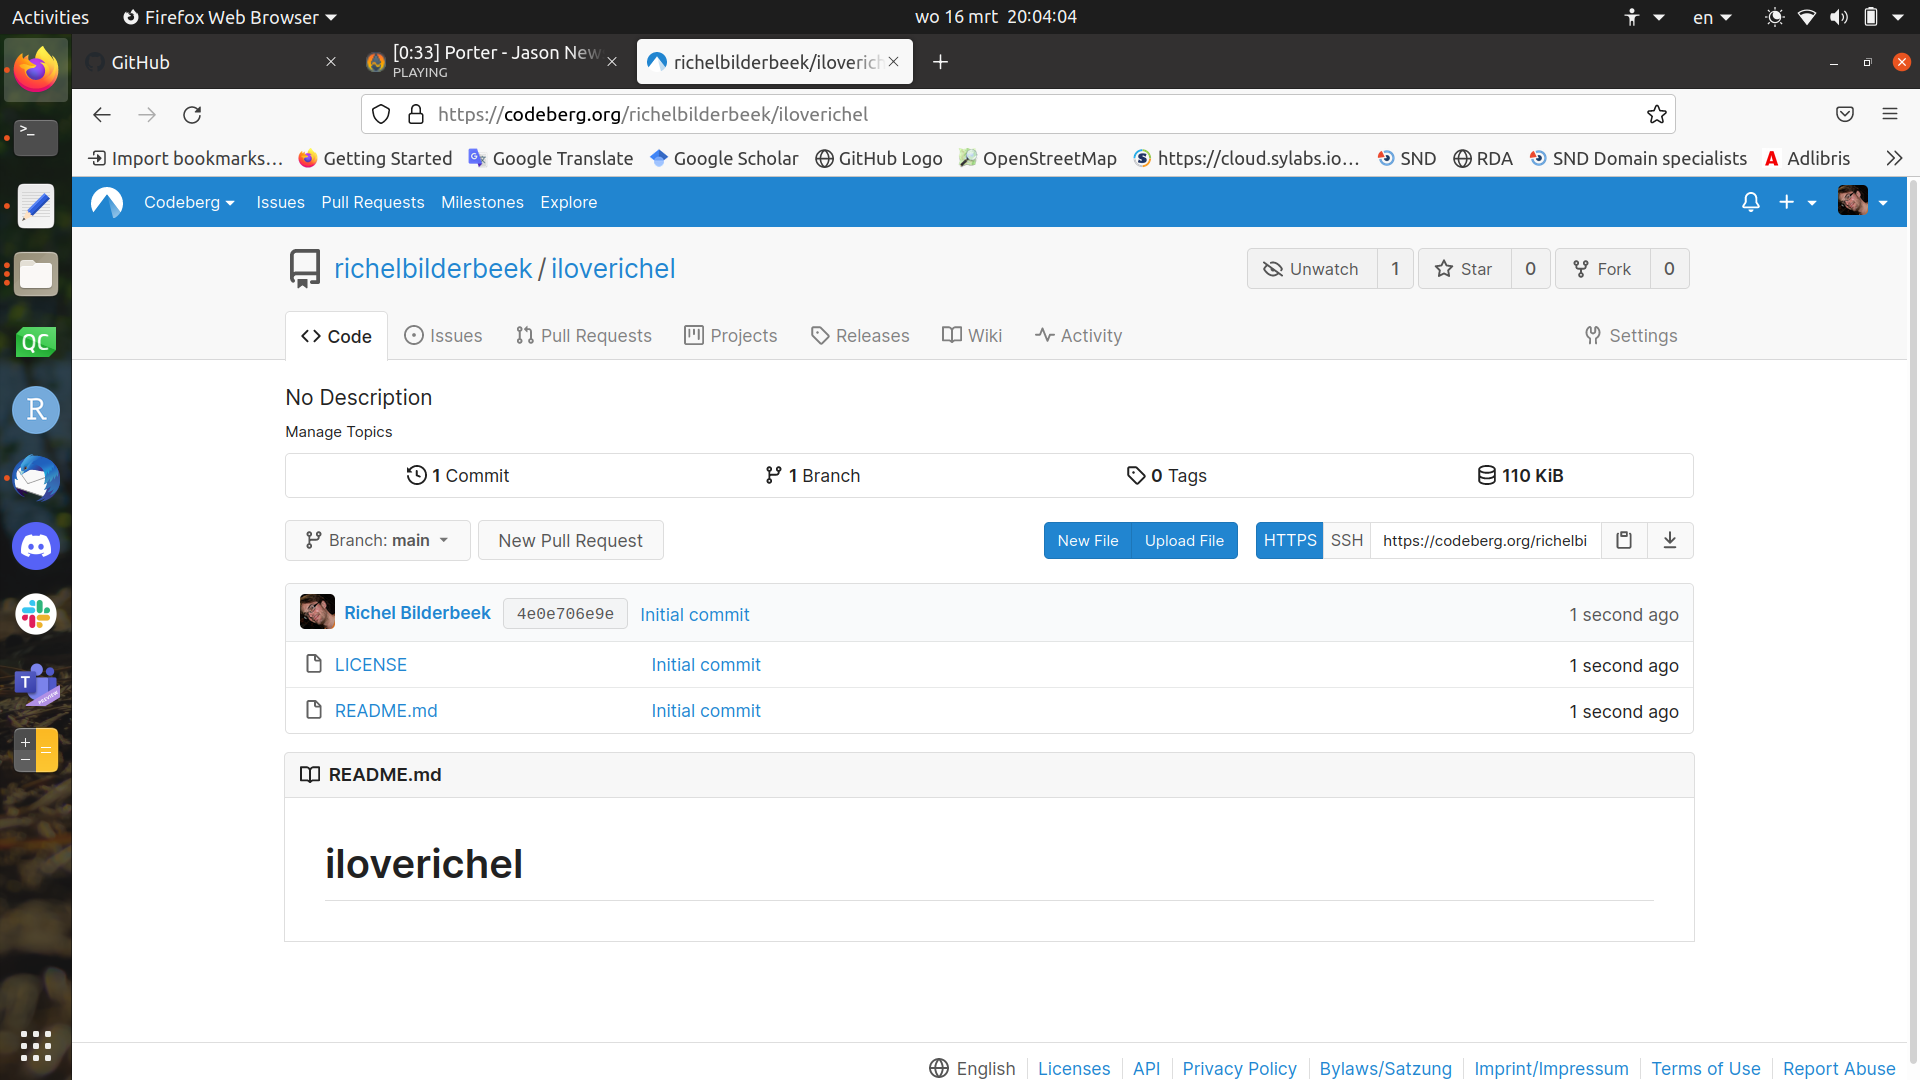 Activities Firefox Web Browser wo 16 mrt 20:04:04 en
GitHub [0:33] Porter - Jason New PLAYING richelbilderbeek/iloverich
https://codeberg.org/richelbilderbeek/iloverichel
Import bookmarks... Getting Started Google Translate Google Scholar GitHub Logo OpenStreetMap https://cloud.sylabs.io... SND RDA SND Domain specialists Adlibris
Codeberg Issues Pull Requests Milestones Explore
richelbilderbeek / iloverichel Unwatch 1 Star 0 Fork 0
Code Issues Pull Requests Projects Releases Wiki Activity Settings
No Description
Manage Topics
1 Commit 1 Branch 0 Tags 110 KiB
Branch: main New Pull Request New File Upload File HTTPS SSH https://codeberg.org/richelbi
Richel Bilderbeek 4e0e706e9e Initial commit 1 second ago
LICENSE Initial commit 1 second ago
README.md Initial commit 1 second ago
README.md
iloverichel
English Licenses API Privacy Policy Bylaws/Satzung Imprint/Impressum Terms of Use Report Abuse
QC
R
T
PREVIEW